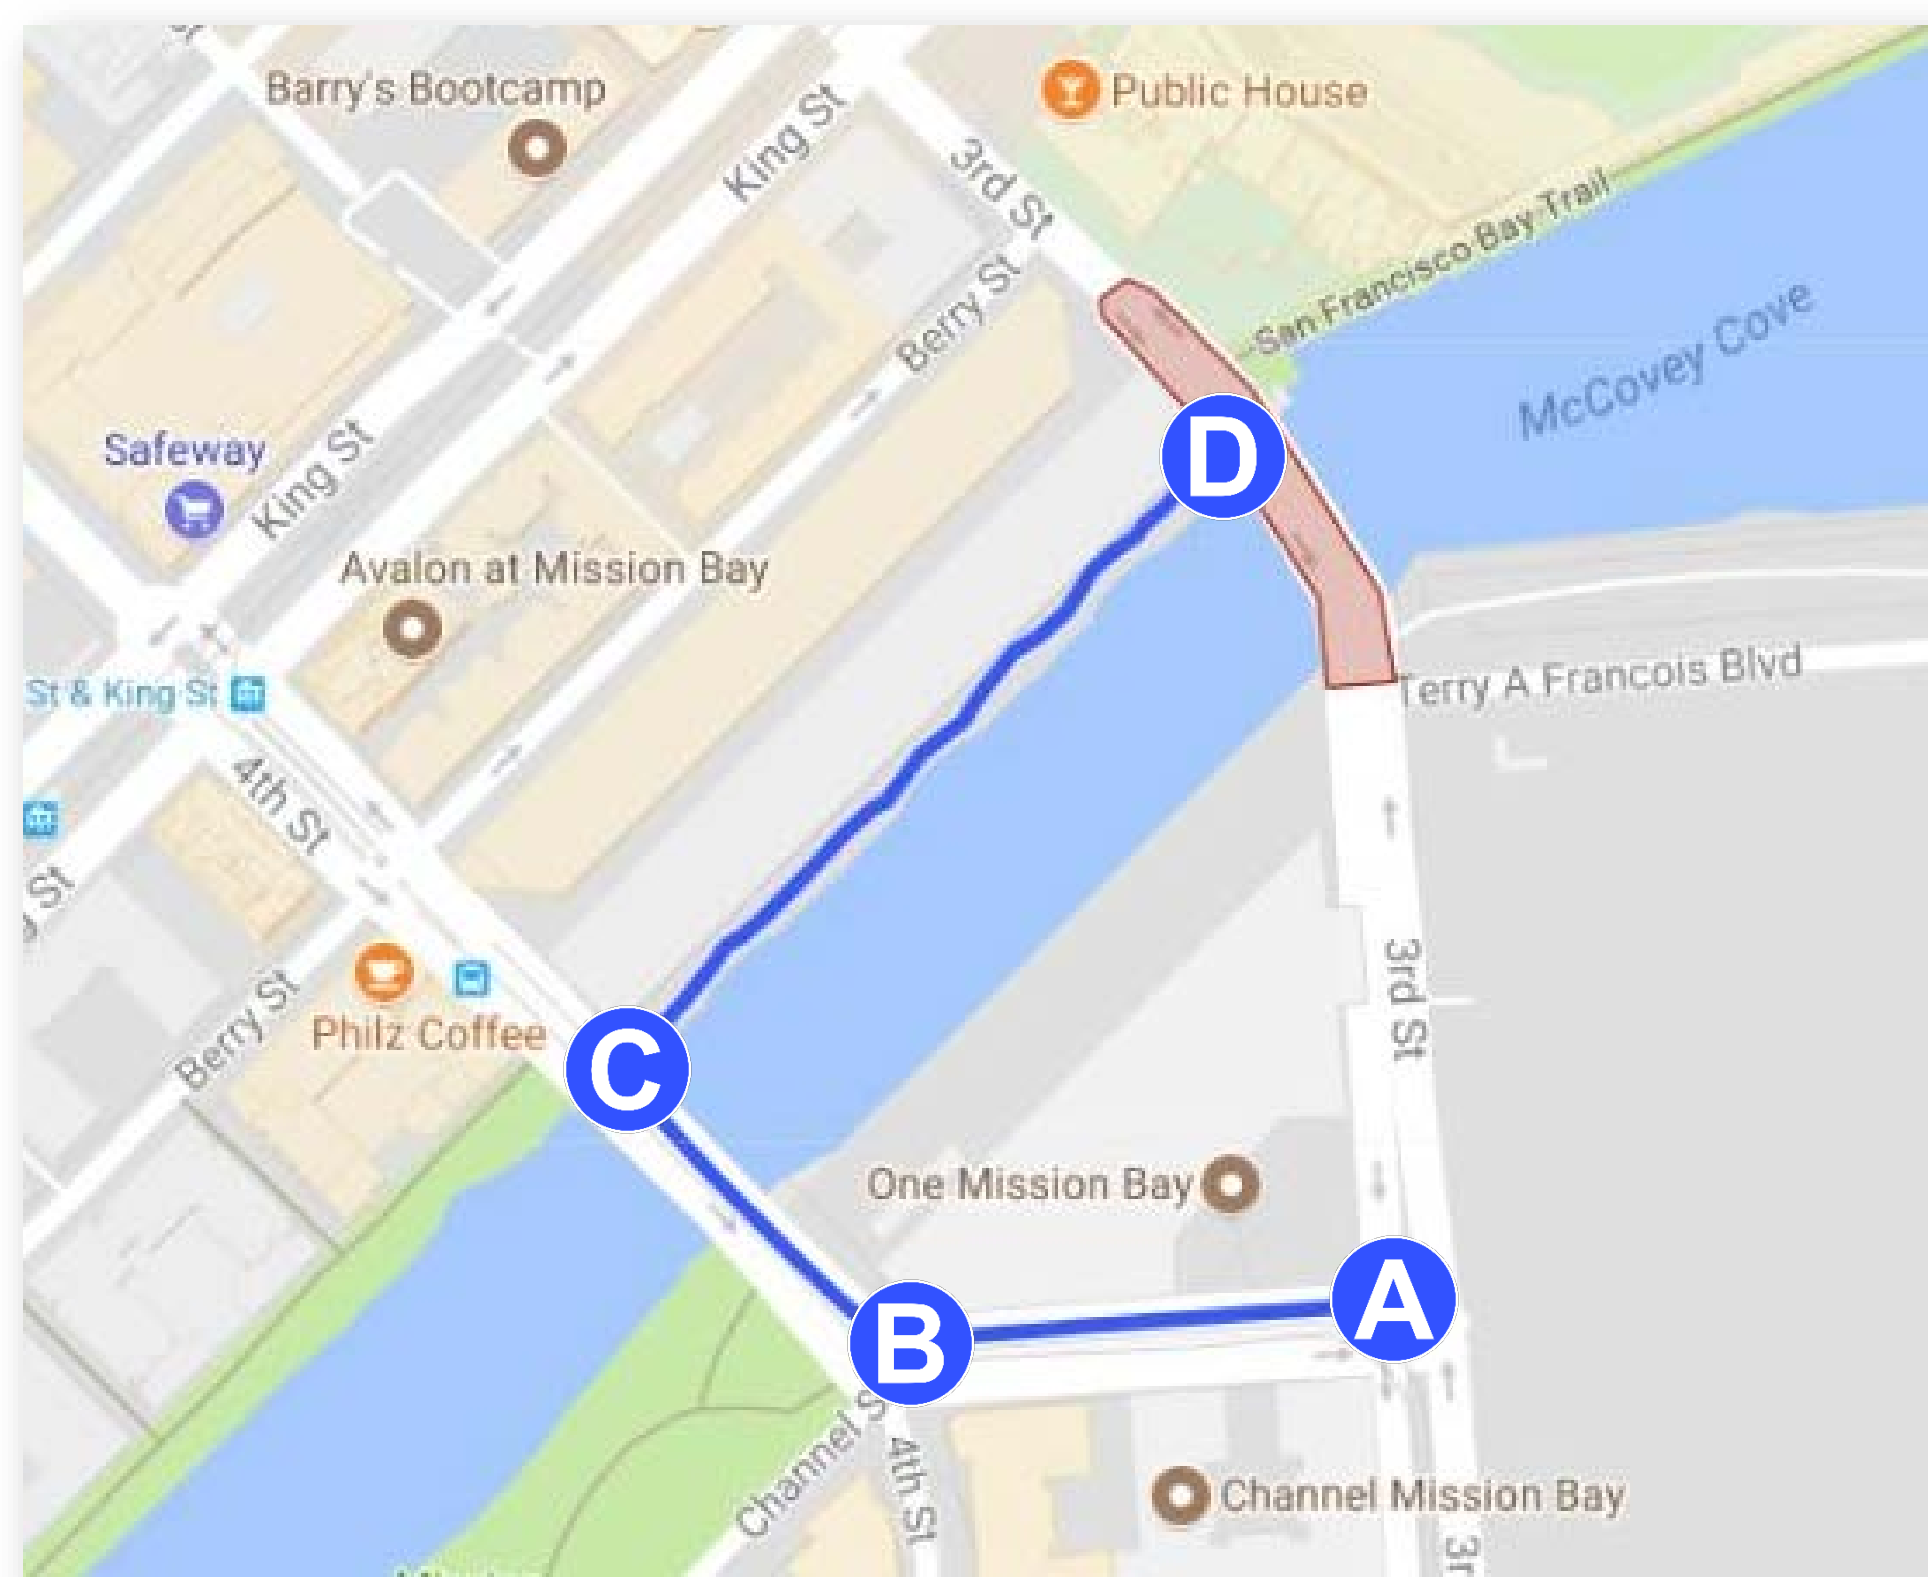 Barry's Bootcamp
Public House
King St
3rd St
San Francisco Bay Trail
Berry St
McCovey Cove
Safeway
King St
D
Avalon at Mission Bay
St & King St
Terry A Francois Blvd
4th St
St
3rd St
Philz Coffee
Berry St
C
One Mission Bay
A
B
Channel S
4th St
Channel Mission Bay
3r